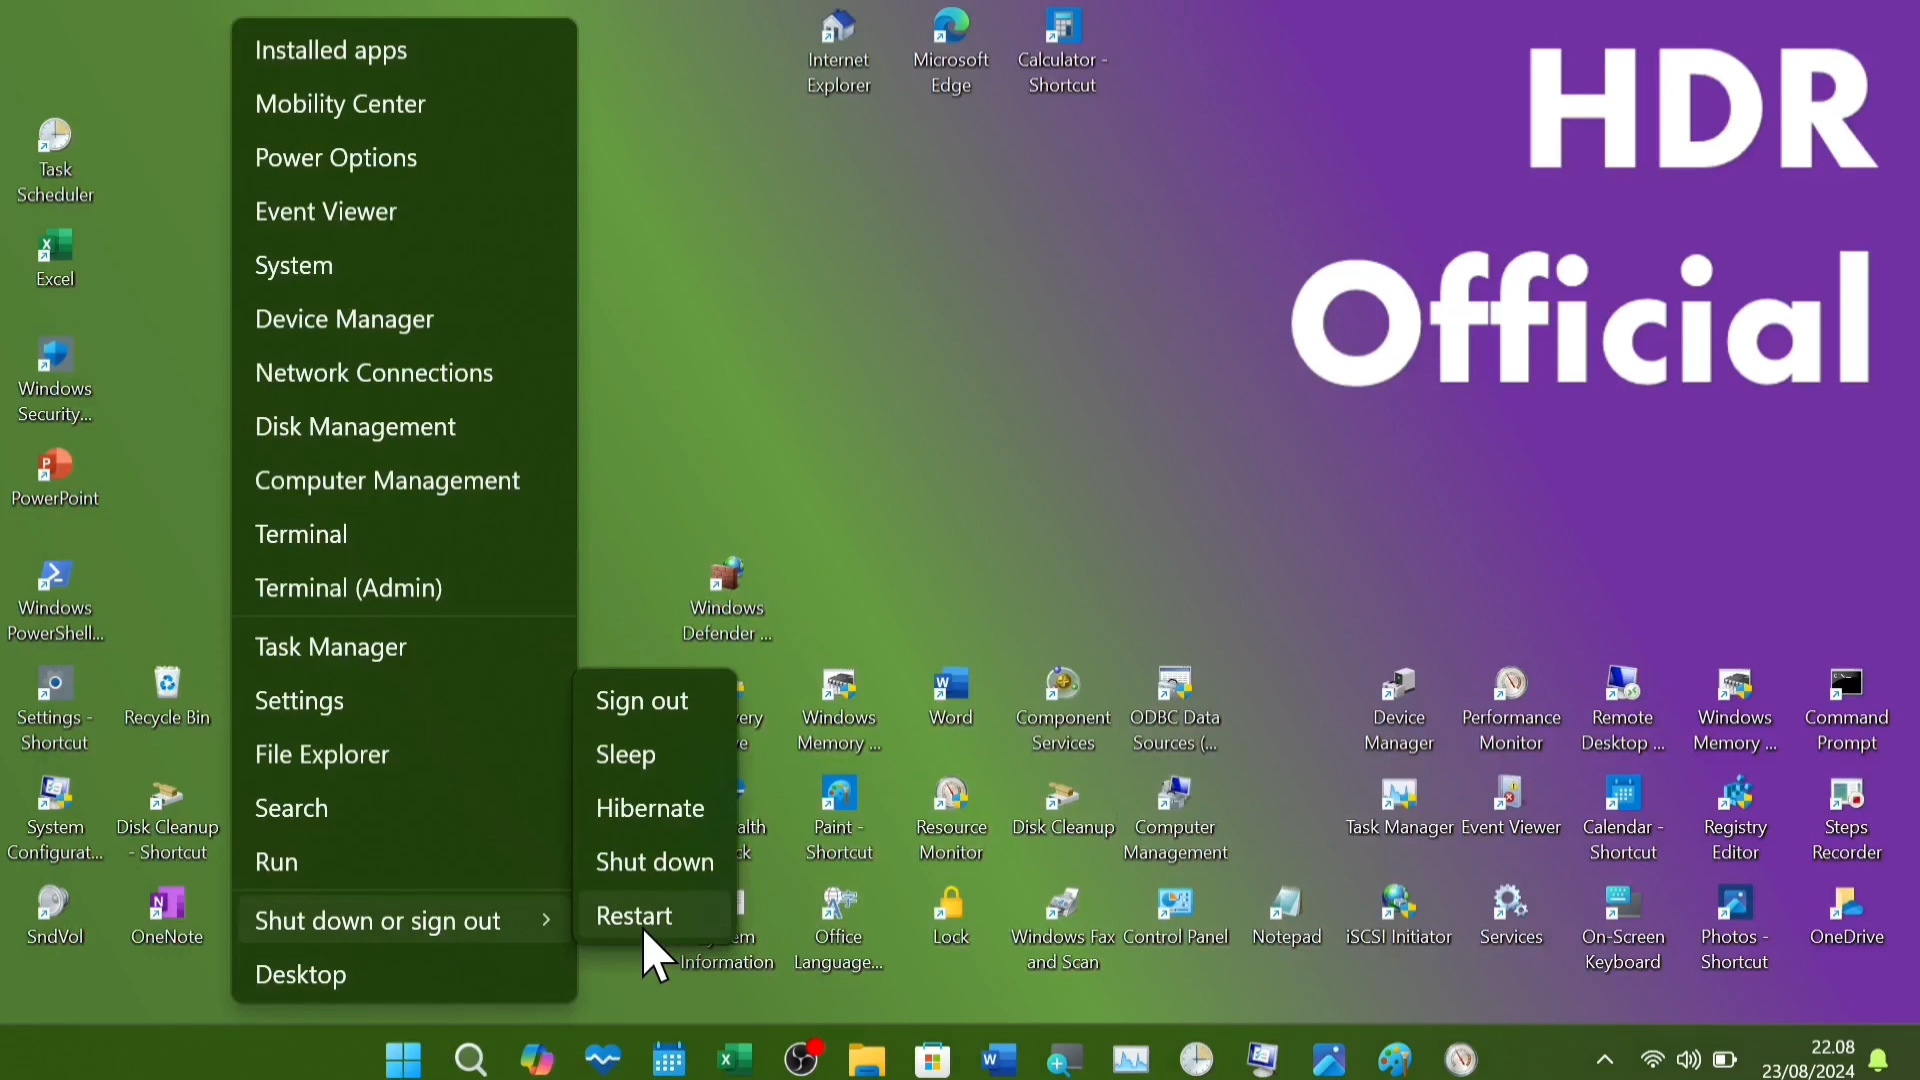 Installed apps
Mobility Center
Power Options
Event Viewer
System
Device Manager
Network Connections
Disk Management
Computer Management
Terminal
Terminal (Admin)
Task Manager
Settings
File Explorer
Search
Run
Shut down or sign out
Desktop
Sign out
Sleep
Hibernate
Shut down
Restart
HDR
Official
Internet
Explorer
Microsoft
Edge
Calculator -
Shortcut
Task
Scheduler
Excel
Windows
Security...
PowerPoint
Windows
PowerShell...
Windows
Defender ...
Settings -
Shortcut
Recycle Bin
Windows
Memory ...
Word
Component
Services
ODBC Data
Sources (...
Device
Manager
Performance
Monitor
Remote
Desktop ...
Windows
Memory ...
Command
Prompt
System
Configurat...
Disk Cleanup
- Shortcut
Paint -
Shortcut
Resource
Monitor
Disk Cleanup
Computer
Management
Task Manager
Event Viewer
Calendar -
Shortcut
Registry
Editor
Steps
Recorder
SndVol
OneNote
Information
Office
Language...
Lock
Windows Fax
and Scan
Control Panel
Notepad
iSCSI Initiator
Services
On-Screen
Keyboard
Photos -
Shortcut
OneDrive
22.08
23/08/2024